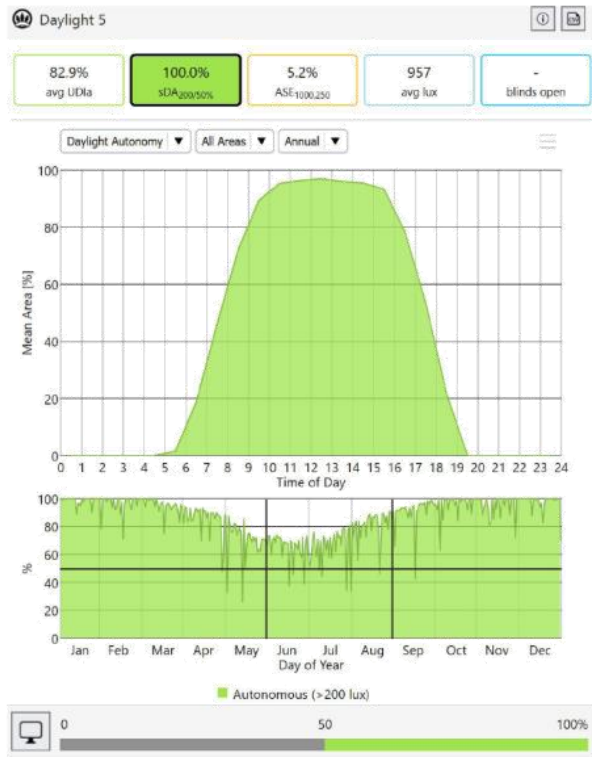 Daylight 5
82.9%
avg UDIa
100.0%
sDA200/50%
5.2%
ASE1000,250
957
avg lux
-
blinds open
Daylight Autonomy ▼ All Areas ▼ Annual ▼
100
80
60
40
20
0
Mean Area [%]
0 1 2 3 4 5 6 7 8 9 10 11 12 13 14 15 16 17 18 19 20 21 22 23 24
Time of Day
100
80
60
40
20
0
%
Jan Feb Mar Apr May Jun Jul Aug Sep Oct Nov Dec
Day of Year
Autonomous (>200 lux)
0 50 100%